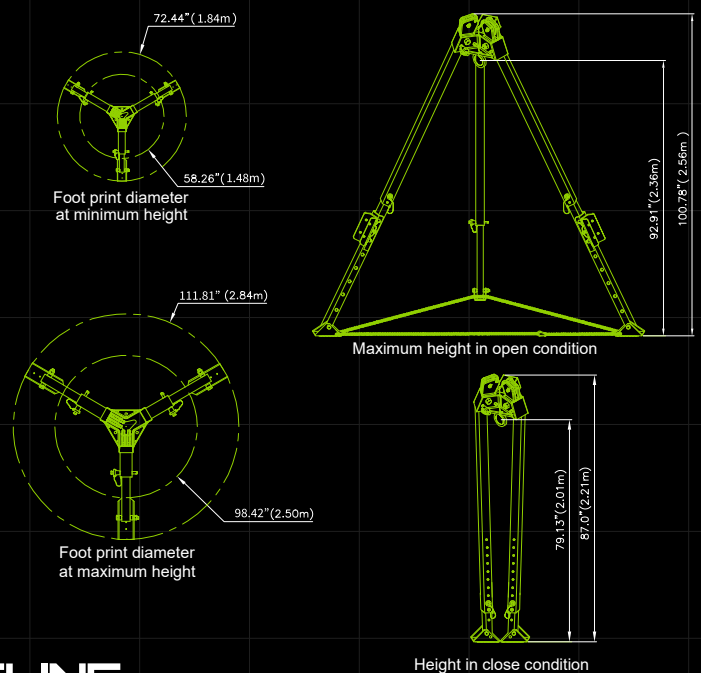 72.44"(1.84m)
58.26"(1.48m)
Foot print diameter
at minimum height
92.91"(2.36m)
100.78"(2.56m)
Maximum height in open condition
111.81" (2.84m)
98.42"(2.50m)
Foot print diameter
at maximum height
79.13"(2.01m)
87.0"(2.21m)
Height in close condition